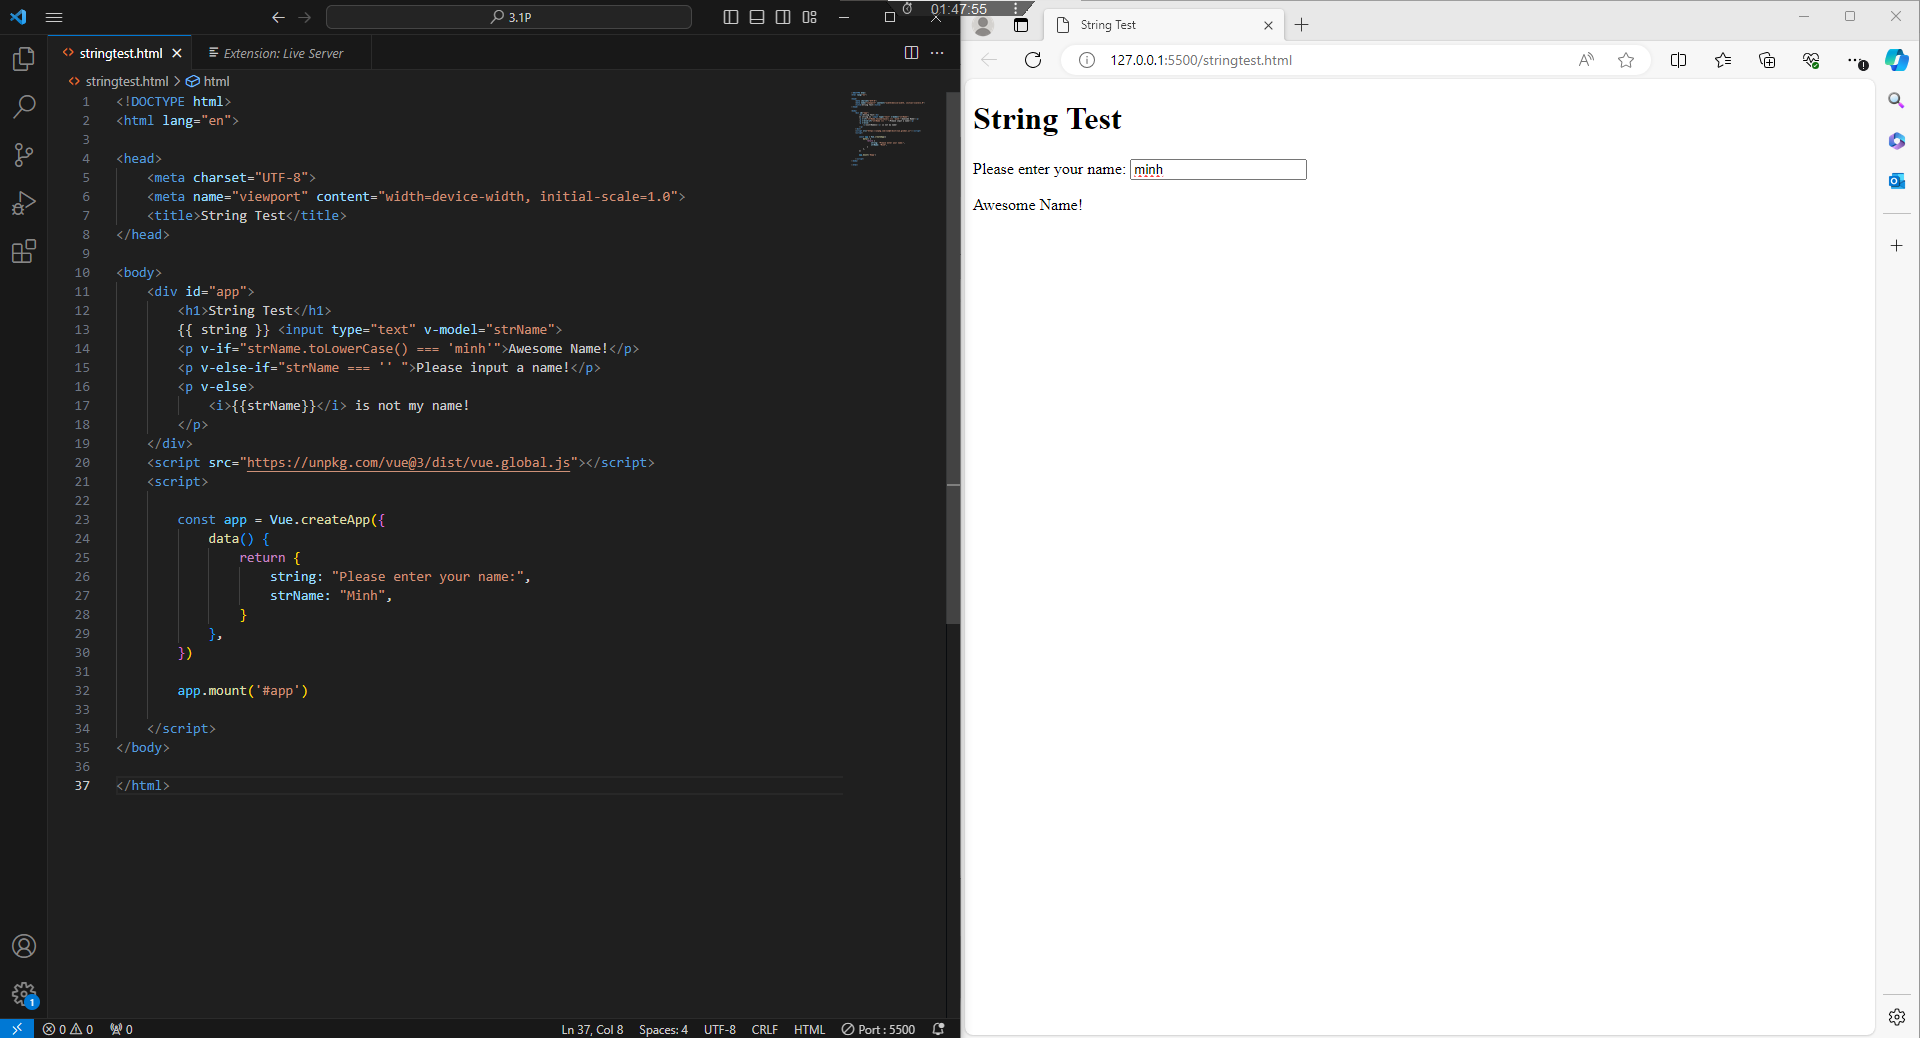 3.1P
01:47:55
stringtest.html
Extension: Live Server
stringtest.html > html
1 <!DOCTYPE html>
2 <html lang="en">
3
4 <head>
5 <meta charset="UTF-8">
6 <meta name="viewport" content="width=device-width, initial-scale=1.0">
7 <title>String Test</title>
8 </head>
9
10 <body>
11 <div id="app">
12 <h1>String Test</h1>
13 {{ string }} <input type="text" v-model="strName">
14 <p v-if="strName.toLowerCase() === 'minh'">Awesome Name!</p>
15 <p v-else-if="strName === '' ">Please input a name!</p>
16 <p v-else>
17 <i>{{strName}}</i> is not my name!
18 </p>
19 </div>
20 <script src="https://unpkg.com/vue@3/dist/vue.global.js"></script>
21 <script>
22
23 const app = Vue.createApp({
24 data() {
25 return {
26 string: "Please enter your name:",
27 strName: "Minh",
28 }
29 },
30 })
31
32 app.mount('#app')
33
34 </script>
35 </body>
36
37 </html>
1
0 0 0
Ln 37, Col 8 Spaces: 4 UTF-8 CRLF HTML Port : 5500
String Test
127.0.0.1:5500/stringtest.html
String Test
Please enter your name: minh
Awesome Name!